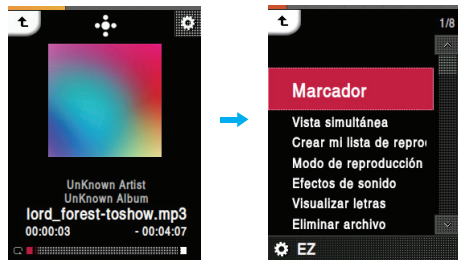 UnKnown Artist
UnKnown Album
lord_forest-toshow.mp3
00:00:03 - 00:04:07
1/8
Marcador
Vista simultánea
Crear mi lista de repro
Modo de reproducción
Efectos de sonido
Visualizar letras
Eliminar archivo
EZ